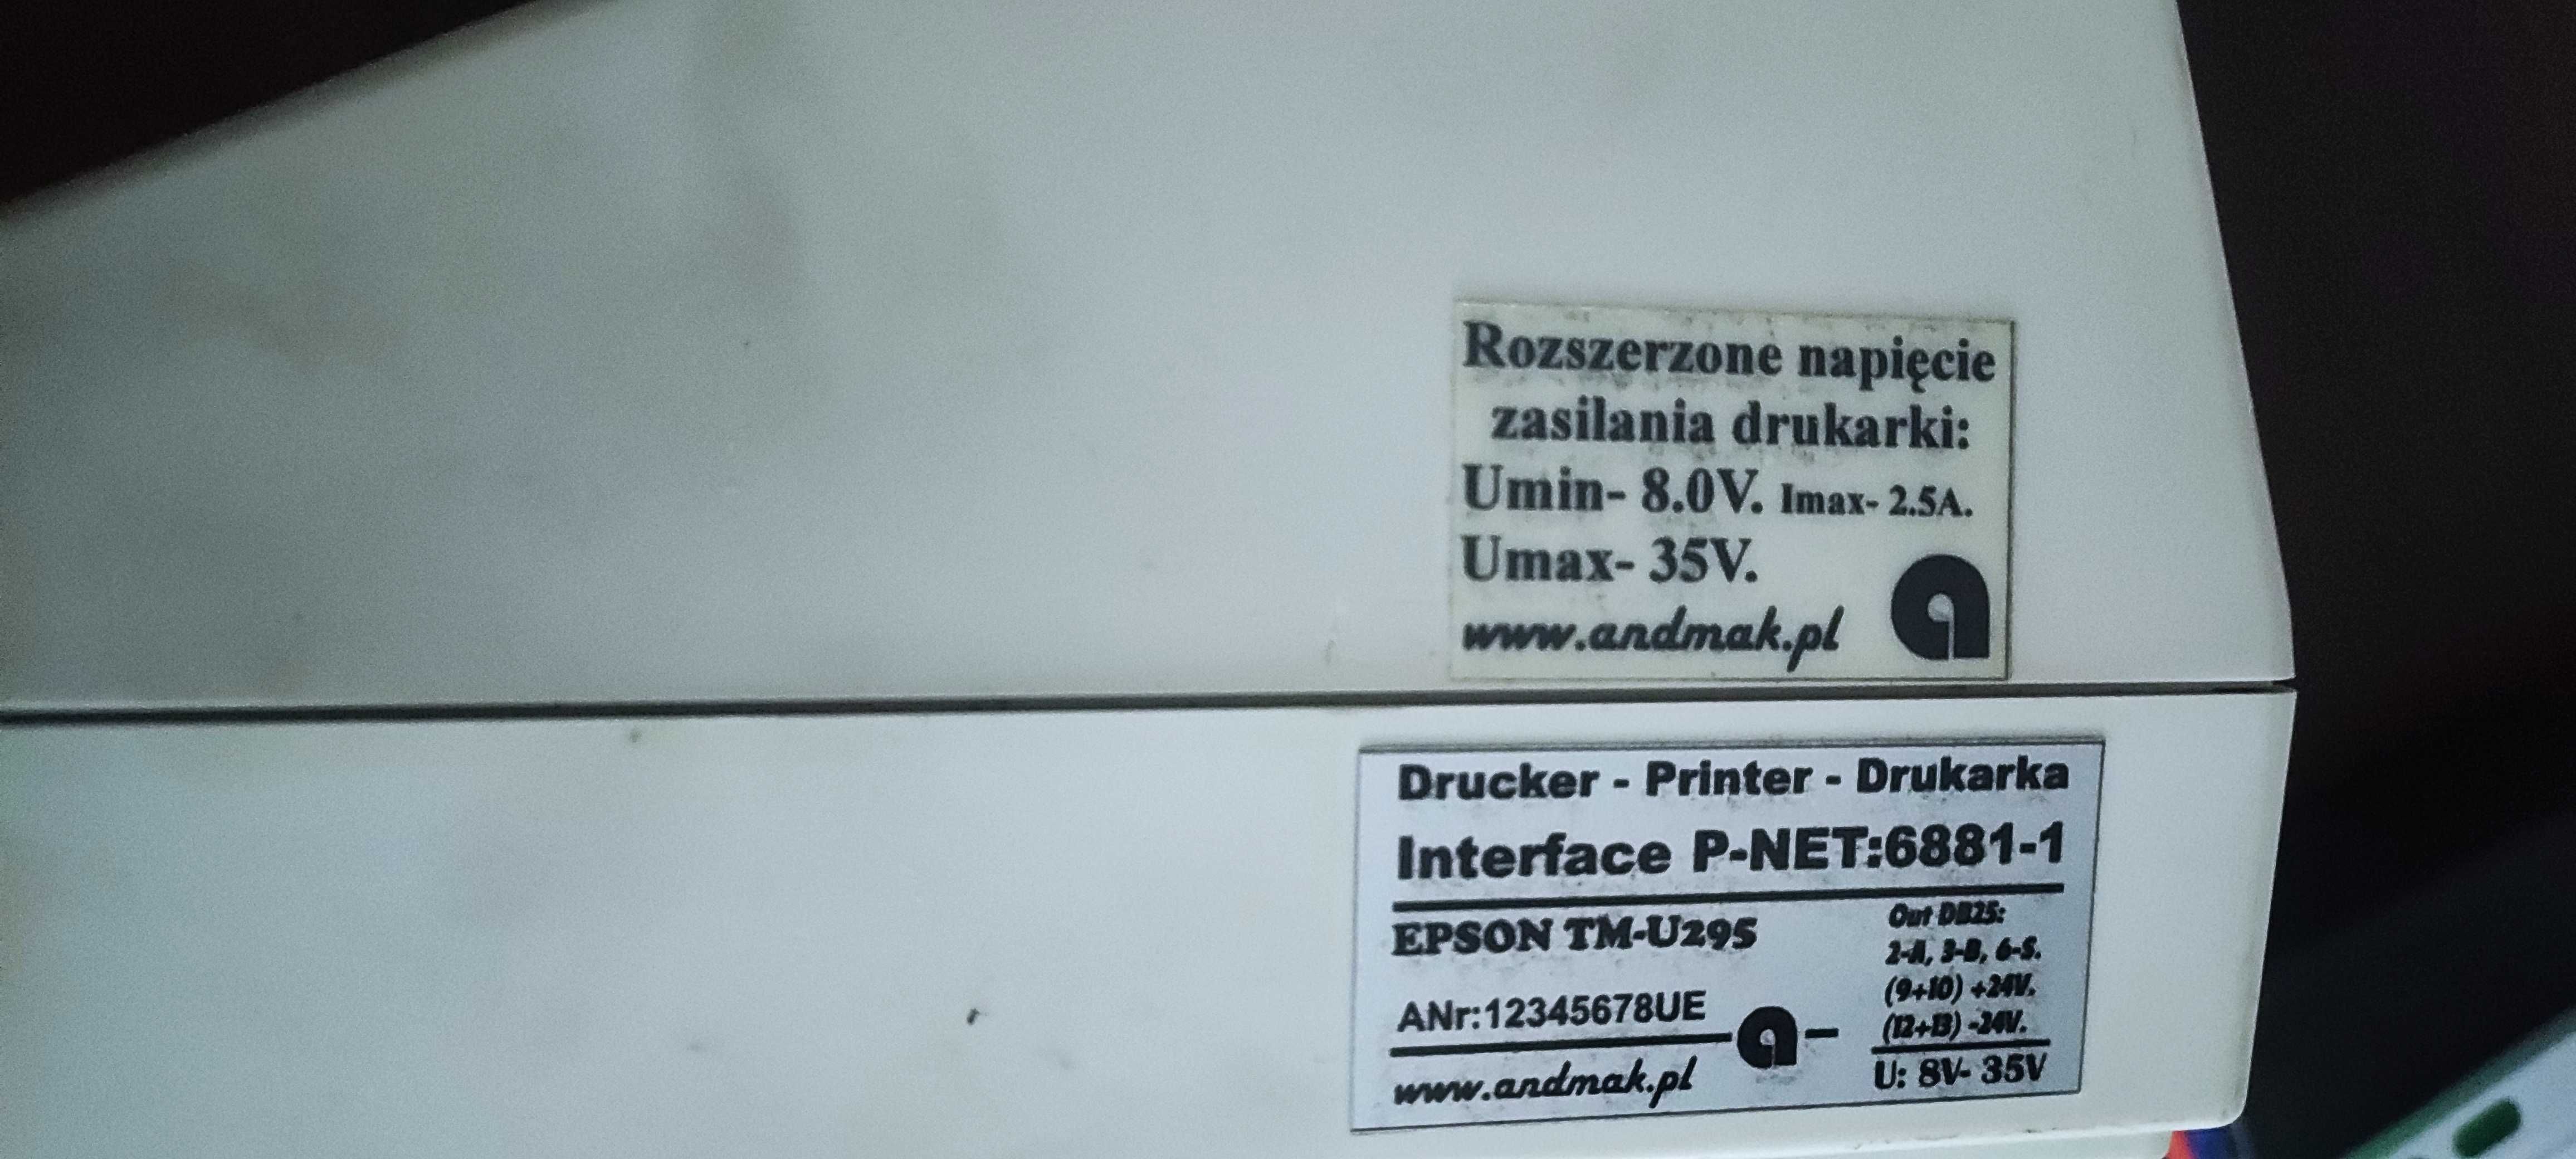 Rozszerzone napięcie
zasilania drukarki:
Umin- 8.0V. Imax- 2.5A.
Umax- 35V.
www.andmak.pl a
Drucker - Printer - Drukarka
Interface P-NET:6881-1
EPSON TM-U295
ANr:12345678UE
www.andmak.pl
a-
Out DB25:
2-A, 3-B, 6-S.
(9+10) +24V.
(12+13) -24V.
U: 8V- 35V